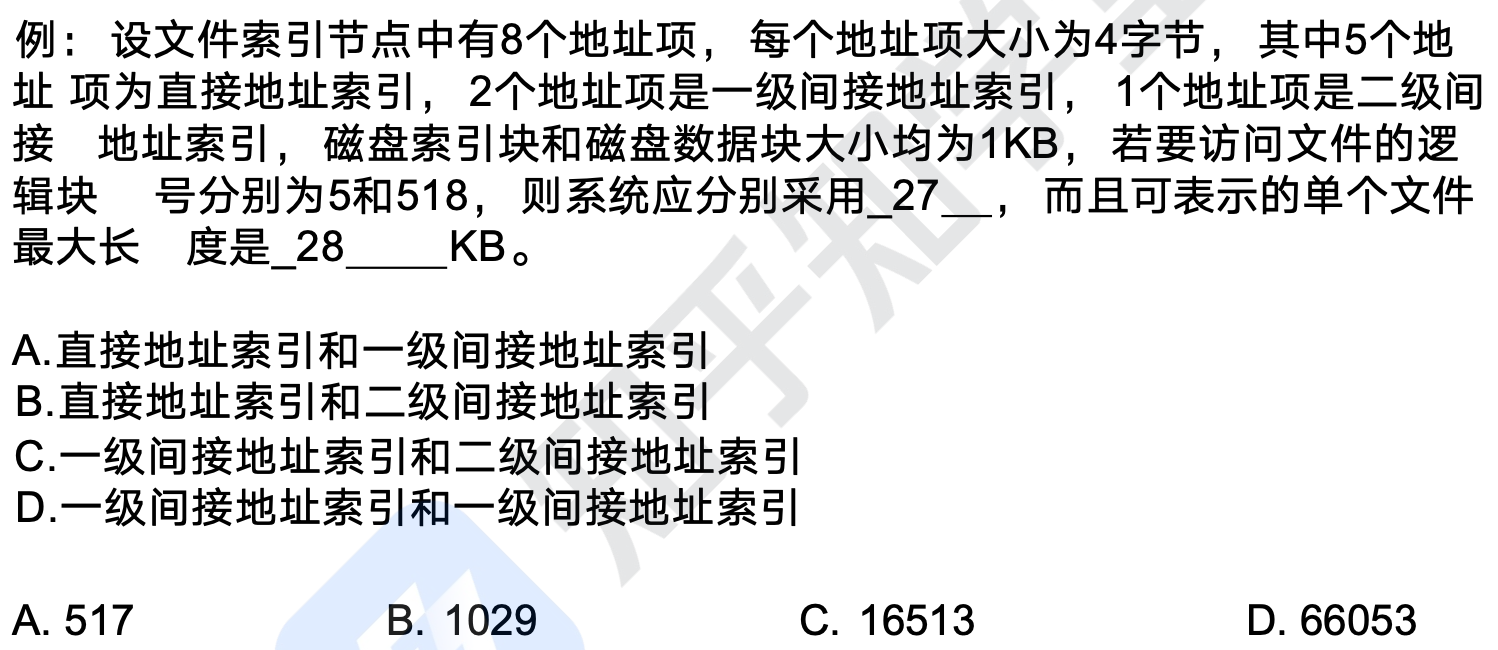 例： 设文件索引节点中有8个地址项， 每个地址项大小为4字节， 其中5个地
址 项为直接地址索引， 2个地址项是一级间接地址索引， 1个地址项是二级间
接 地址索引， 磁盘索引块和磁盘数据块大小均为1KB， 若要访问文件的逻
辑块 号分别为5和518， 则系统应分别采用_27__， 而且可表示的单个文件
最大长 度是_28____KB。
A.直接地址索引和一级间接地址索引
B.直接地址索引和二级间接地址索引
C.一级间接地址索引和二级间接地址索引
D.一级间接地址索引和一级间接地址索引
A. 517 B. 1029 C. 16513 D. 66053
知乎知学堂